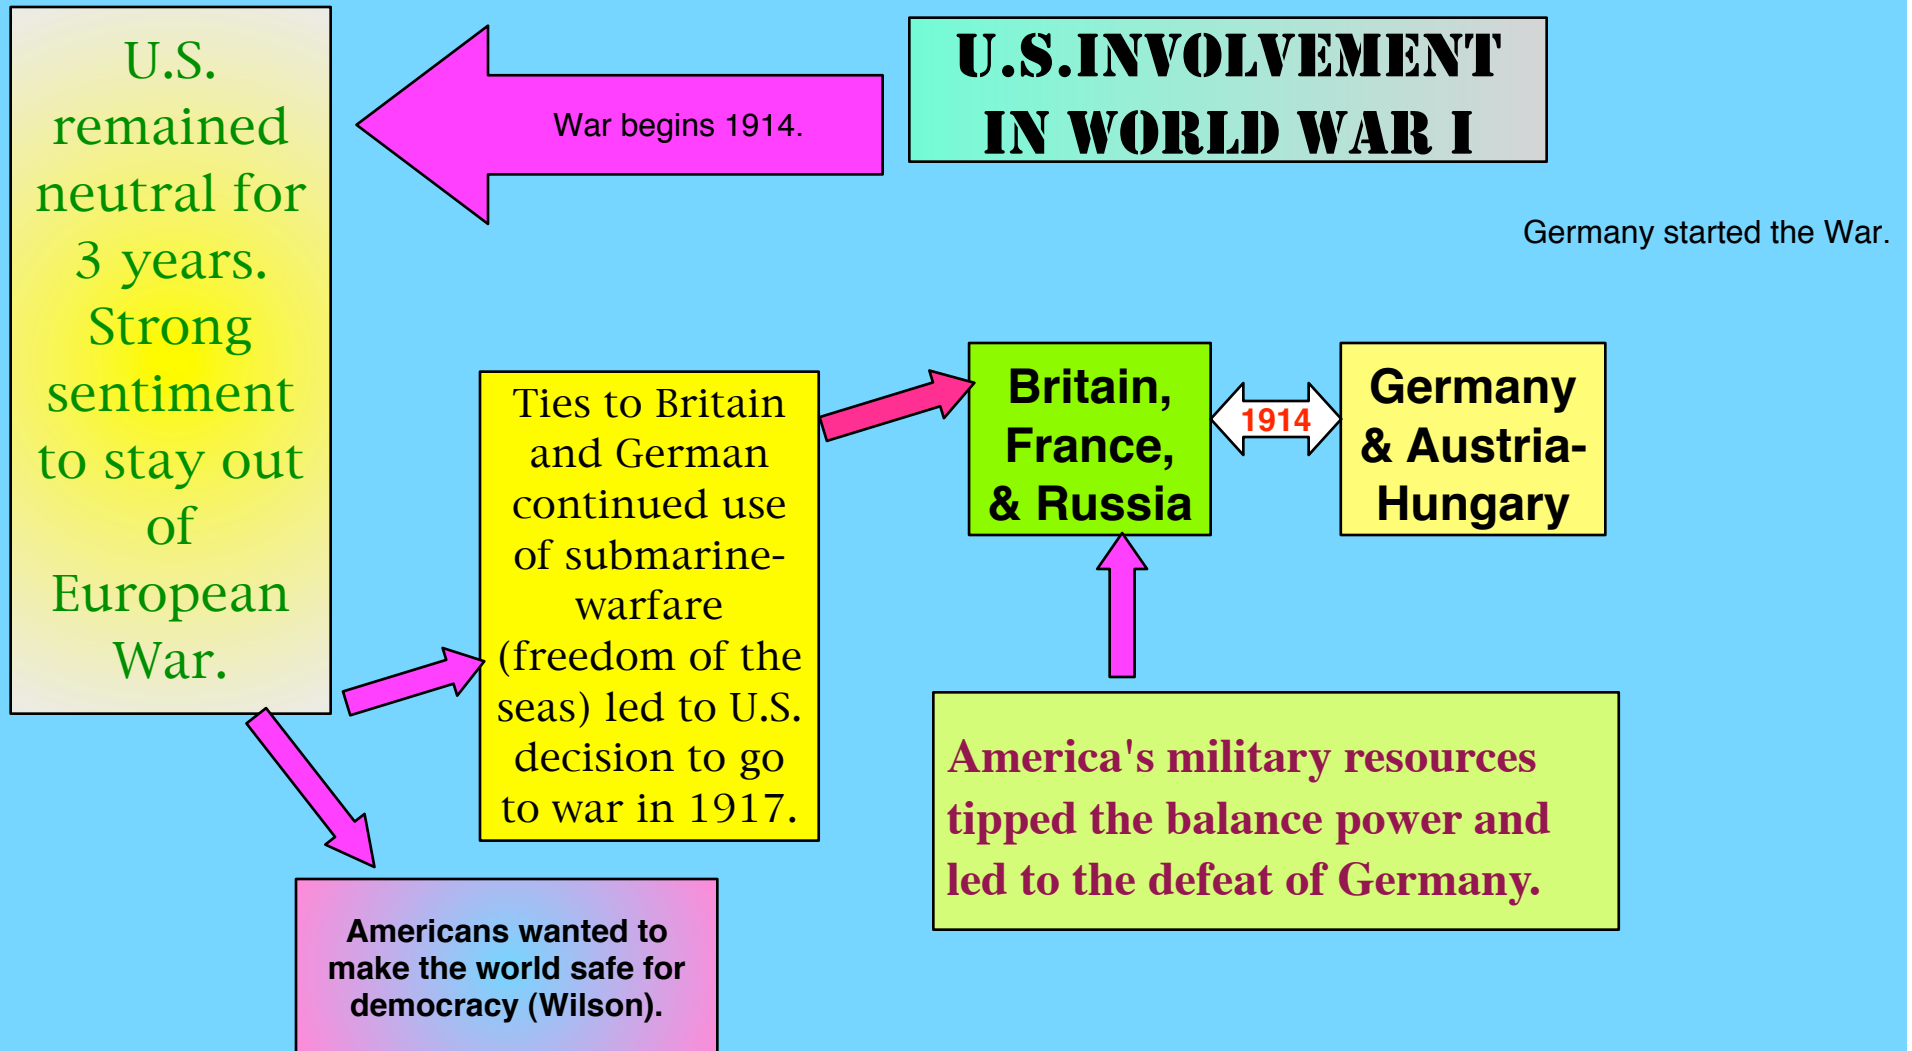 U.S.INVOLVEMENT
IN WORLD WAR I
War begins 1914.
U.S.
remained
neutral for
3 years.
Strong
sentiment
to stay out
of
European
War.
Germany started the War.
Ties to Britain
and German
continued use
of submarine-
warfare
(freedom of the
seas) led to U.S.
decision to go
to war in 1917.
Britain,
France,
& Russia
1914
Germany
& Austria-
Hungary
America's military resources
tipped the balance power and
led to the defeat of Germany.
Americans wanted to
make the world safe for
democracy (Wilson).